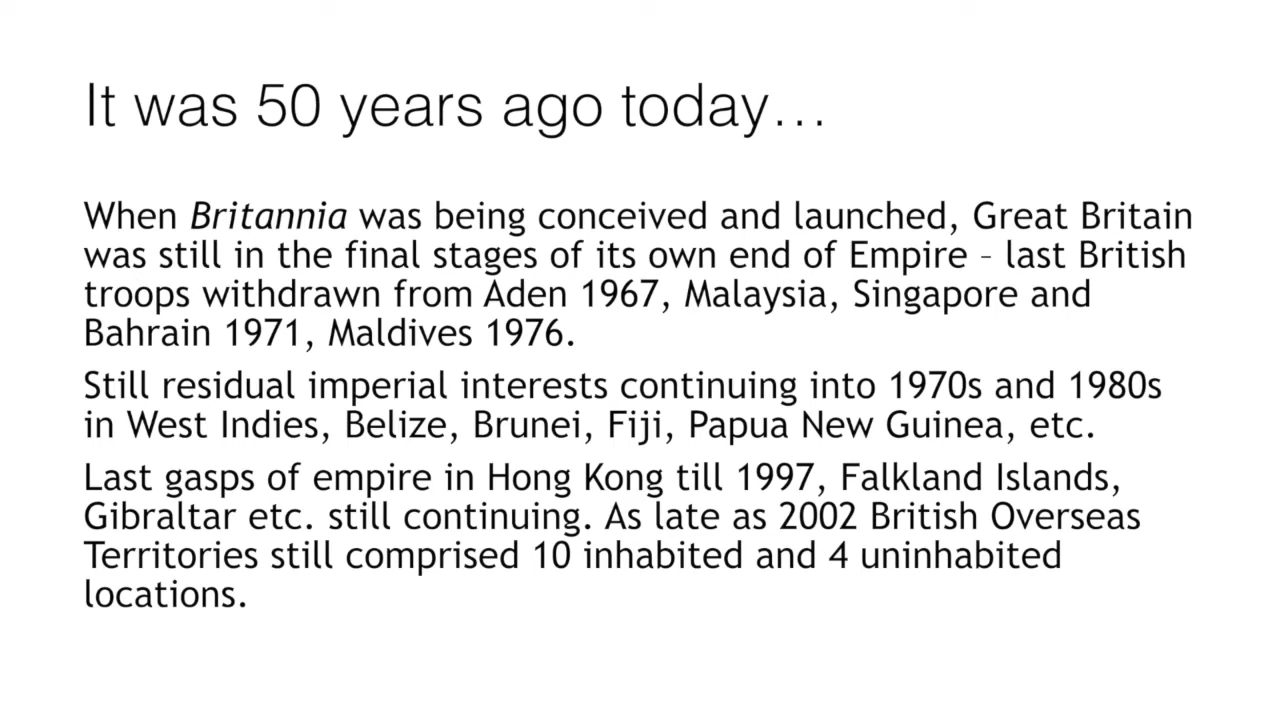 It was 50 years ago today…
When Britannia was being conceived and launched, Great Britain
was still in the final stages of its own end of Empire – last British
troops withdrawn from Aden 1967, Malaysia, Singapore and
Bahrain 1971, Maldives 1976.
Still residual imperial interests continuing into 1970s and 1980s
in West Indies, Belize, Brunei, Fiji, Papua New Guinea, etc.
Last gasps of empire in Hong Kong till 1997, Falkland Islands,
Gibraltar etc. still continuing. As late as 2002 British Overseas
Territories still comprised 10 inhabited and 4 uninhabited
locations.